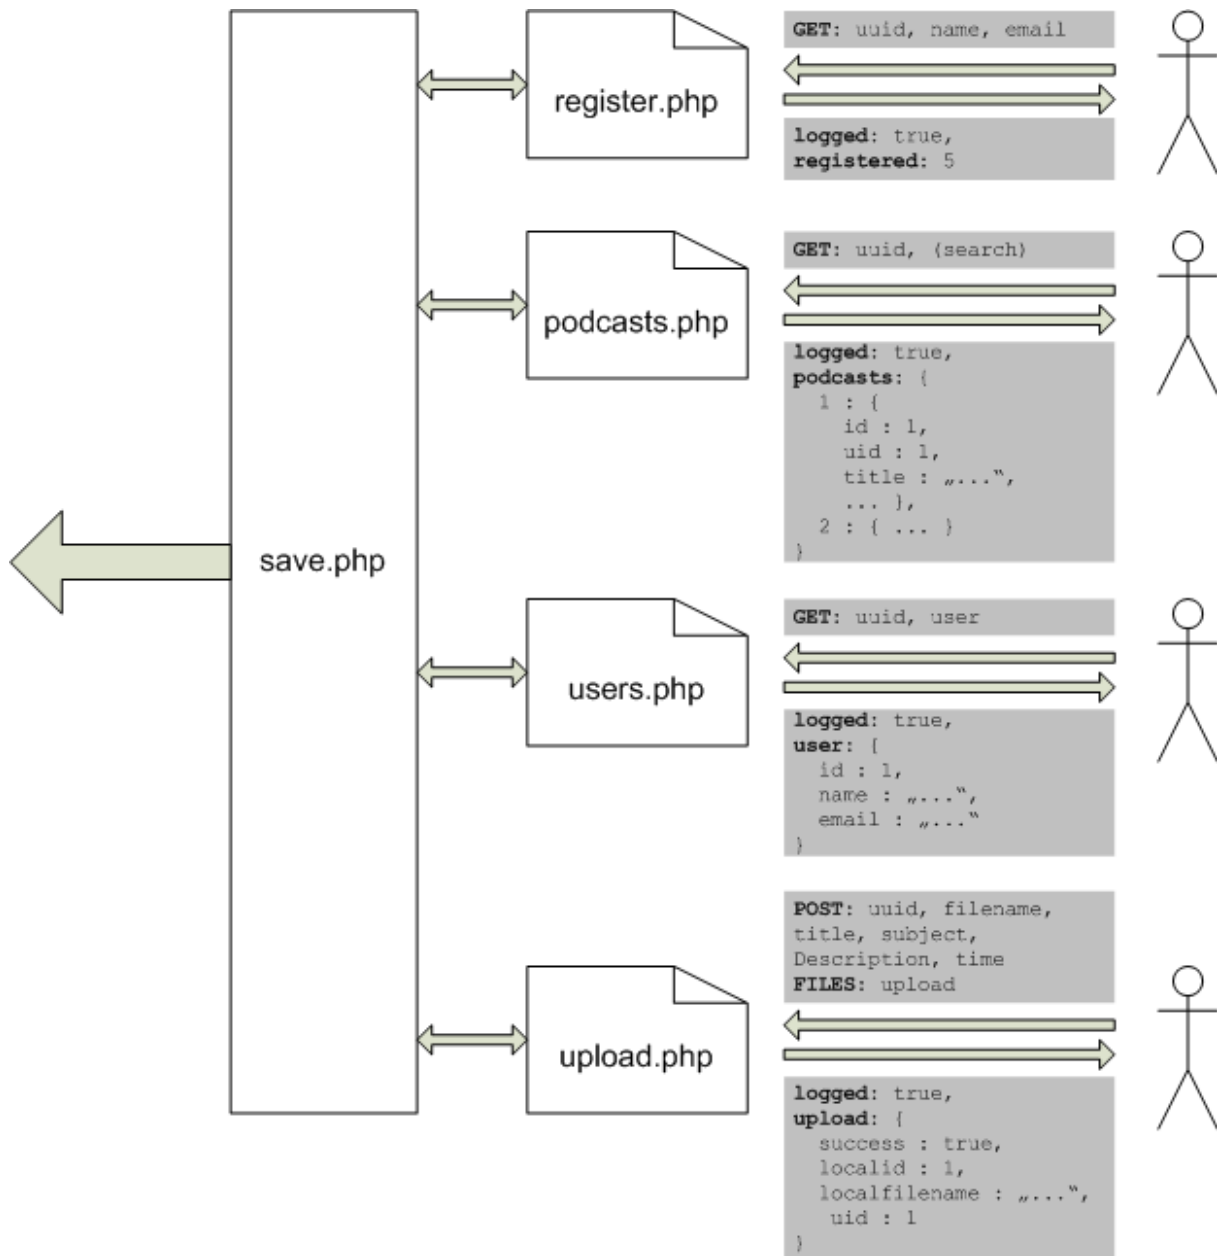 GET: uuid, name, email
register.php
logged: true,
registered: 5
GET: uuid, (search)
podcasts.php
logged: true,
podcasts: {
1 : {
id : 1,
uid : 1,
title : „...“,
... },
2 : { ... }
}
save.php
GET: uuid, user
users.php
logged: true,
user: {
id : 1,
name : „...“,
email : „...“
}
POST: uuid, filename,
title, subject,
Description, time
FILES: upload
upload.php
logged: true,
upload: {
success : true,
localid : 1,
localfilename : „...“,
uid : 1
}